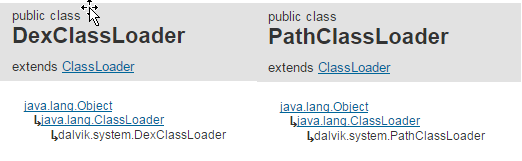 public class
DexClassLoader
extends ClassLoader
java.lang.Object
↳java.lang.ClassLoader
↳dalvik.system.DexClassLoader
public class
PathClassLoader
extends ClassLoader
java.lang.Object
↳java.lang.ClassLoader
↳dalvik.system.PathClassLoader